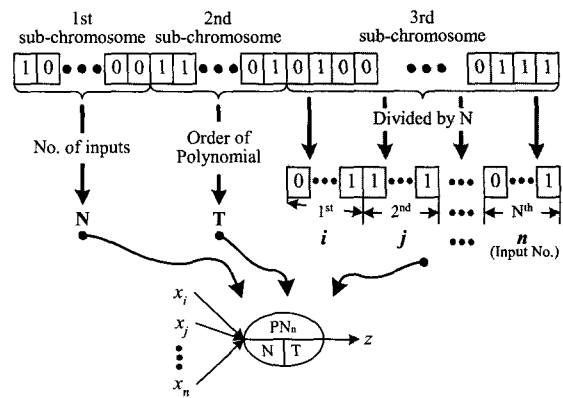 1st 2nd 3rd
sub-chromosome sub-chromosome sub-chromosome
1 0 ••• 0 0 1 1 ••• 0 1 0 1 0 0 ••• 0 1 1 1
Divided by N
No. of inputs
Order of
Polynomial
0 ••• 1 1 ••• 1 ••• 0 ••• 1
1st 2nd ••• Nth
N T i j ••• n
(Input No.)
xi
PNn
xj N T z
xn